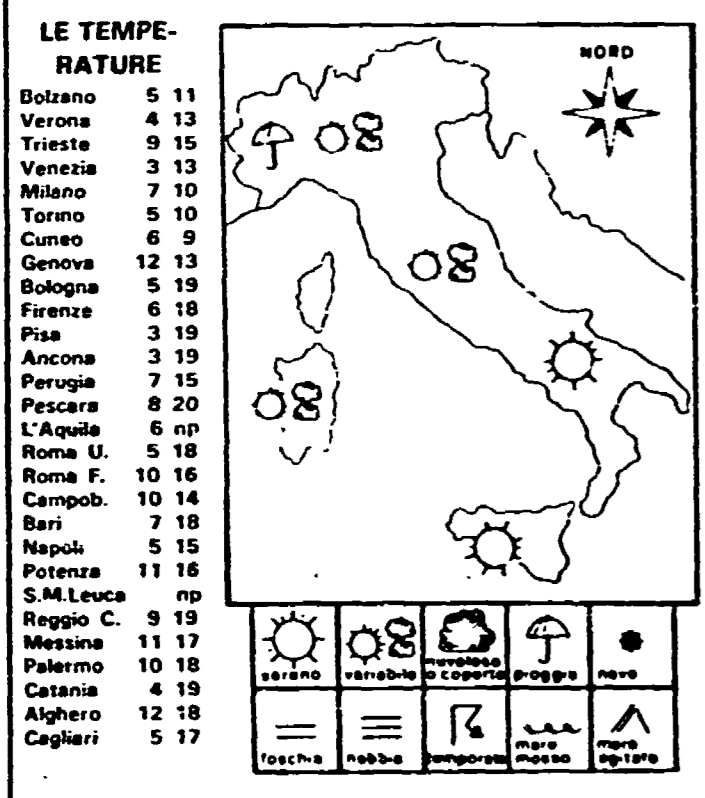 LE TEMPE-
RATURE
Bolzano 5 11
Verona 4 13
Trieste 9 15
Venezia 3 13
Milano 7 10
Torino 5 10
Cuneo 6 9
Genova 12 13
Bologna 5 19
Firenze 6 18
Pisa 3 19
Ancona 3 19
Perugia 7 15
Pescara 8 20
L'Aquila 6 np
Roma U. 5 18
Roma F. 10 16
Campob. 10 14
Bari 7 18
Napoli 5 15
Potenza 11 16
S.M.Leuca np
Reggio C. 9 19
Messina 11 17
Palermo 10 18
Catania 4 19
Alghero 12 18
Cagliari 5 17
NORD
sereno variabile nuvoloso o coperto pioggia neve
foschia nebbia temporale mare mosso mare agitato